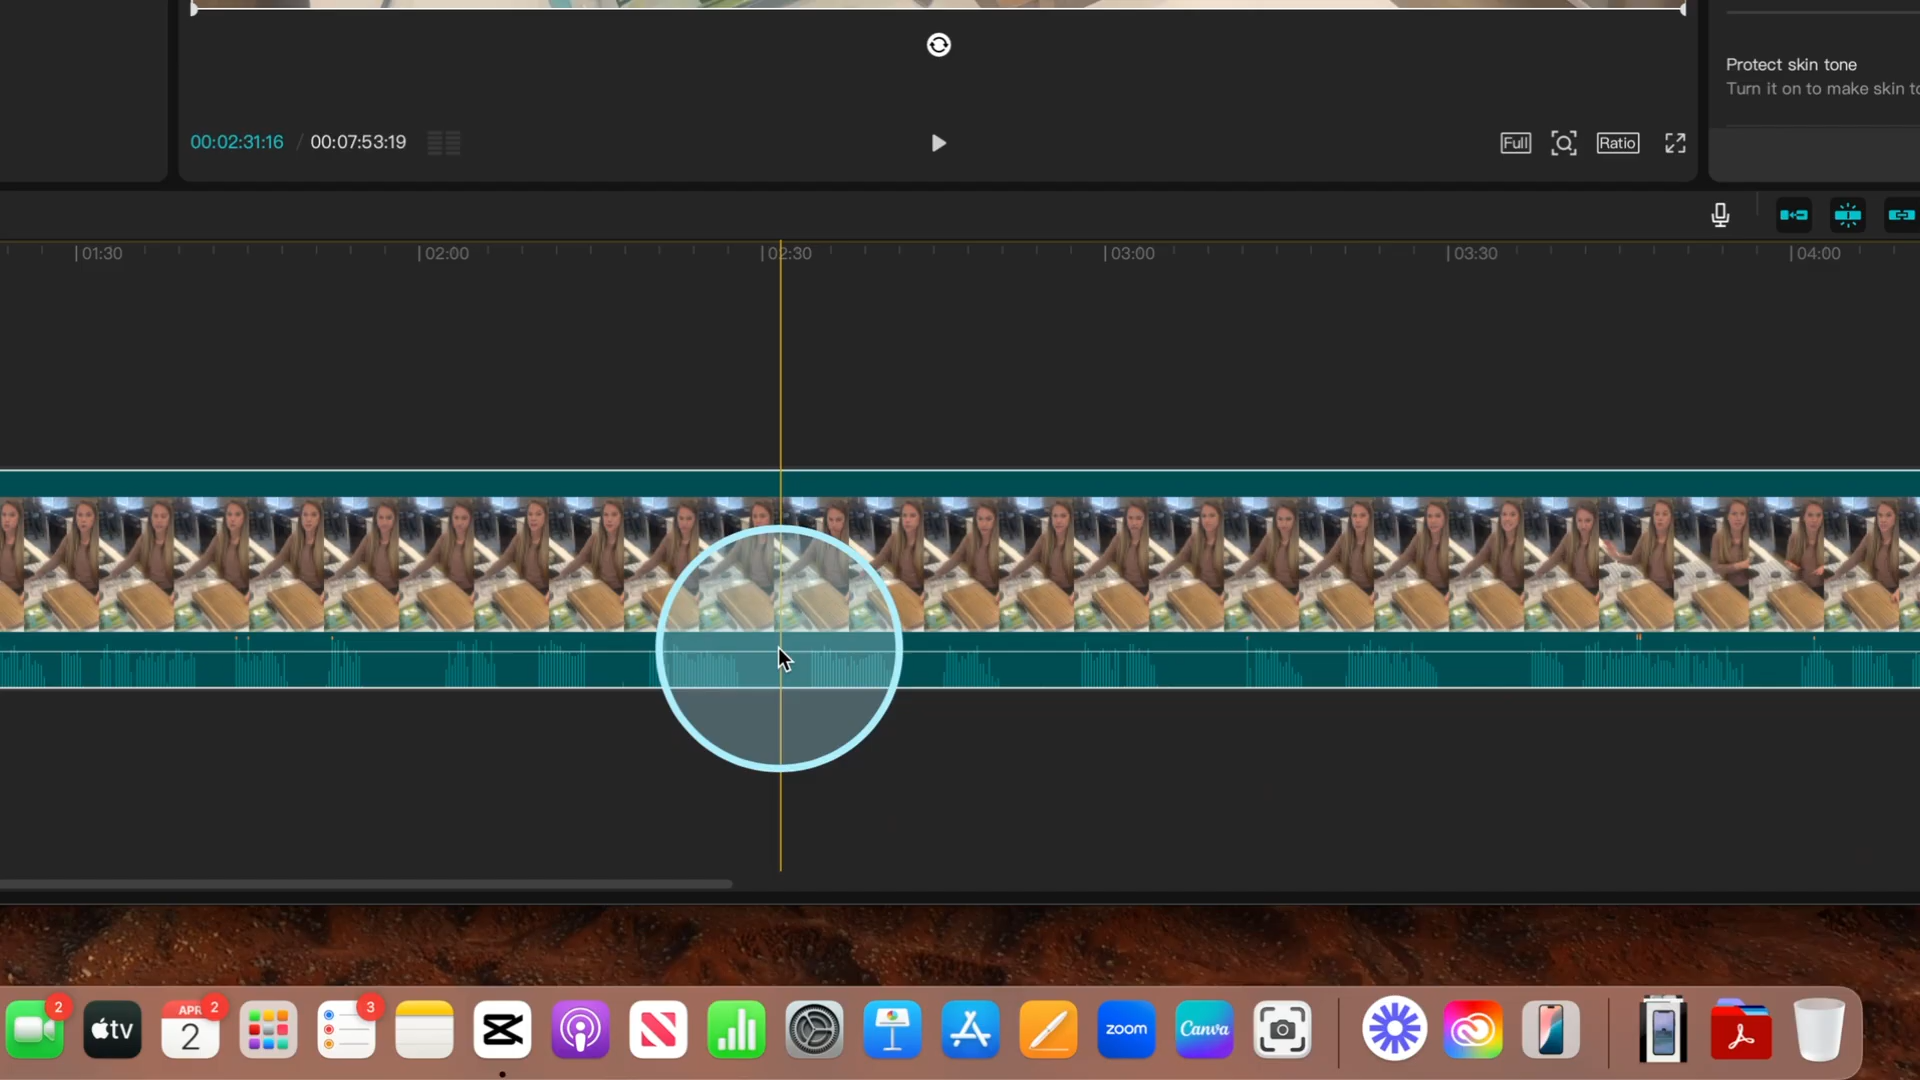 Protect skin tone
Turn it on to make skin to
00:02:31:16 / 00:07:53:19
Full
Ratio
01:30
02:00
02:30
03:00
03:30
04:00
2
tv
APR
2
2
3
zoom
Canva